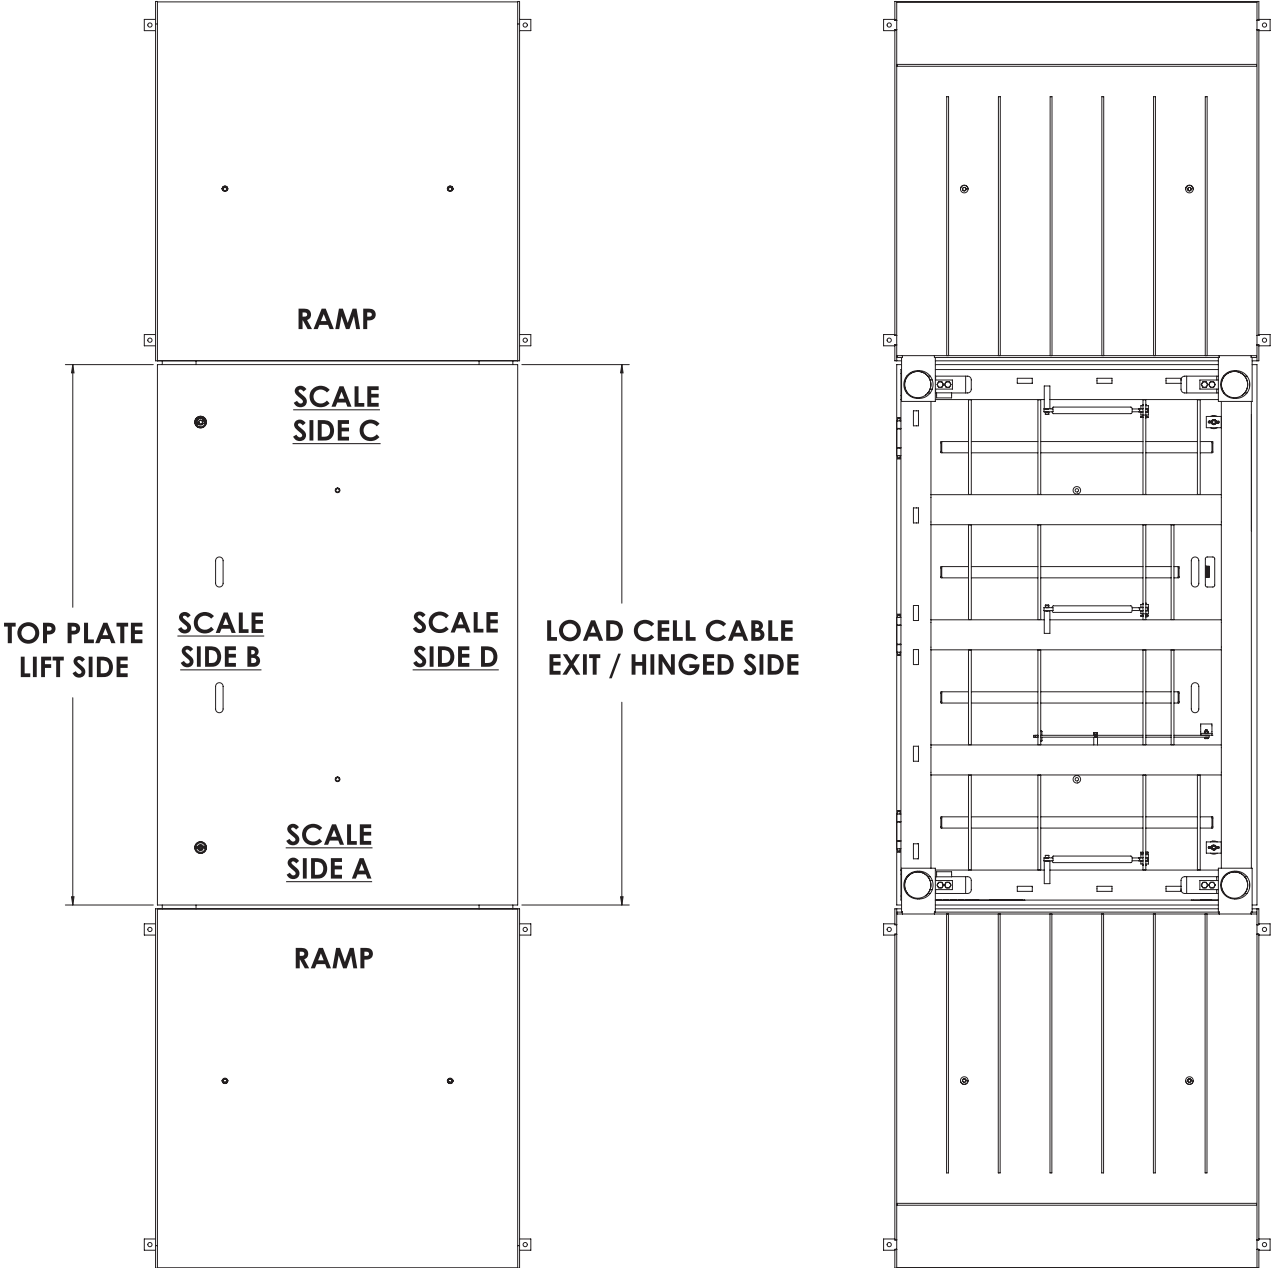 RAMP
SCALE
SIDE C
TOP PLATE
LIFT SIDE
SCALE
SIDE B
SCALE
SIDE D
LOAD CELL CABLE
EXIT / HINGED SIDE
SCALE
SIDE A
RAMP